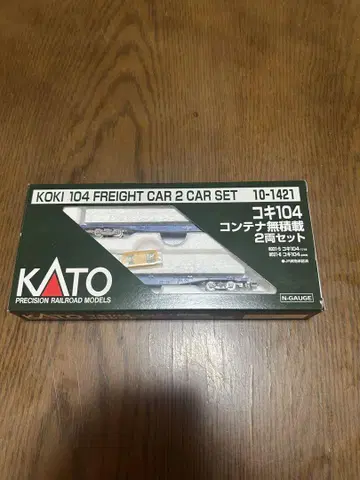 KOKI 104 FREIGHT CAR 2 CAR SET 10-1421
コキ104
コンテナ無積載
2両セット
KATO
PRECISION RAILROAD MODELS
N-GAUGE